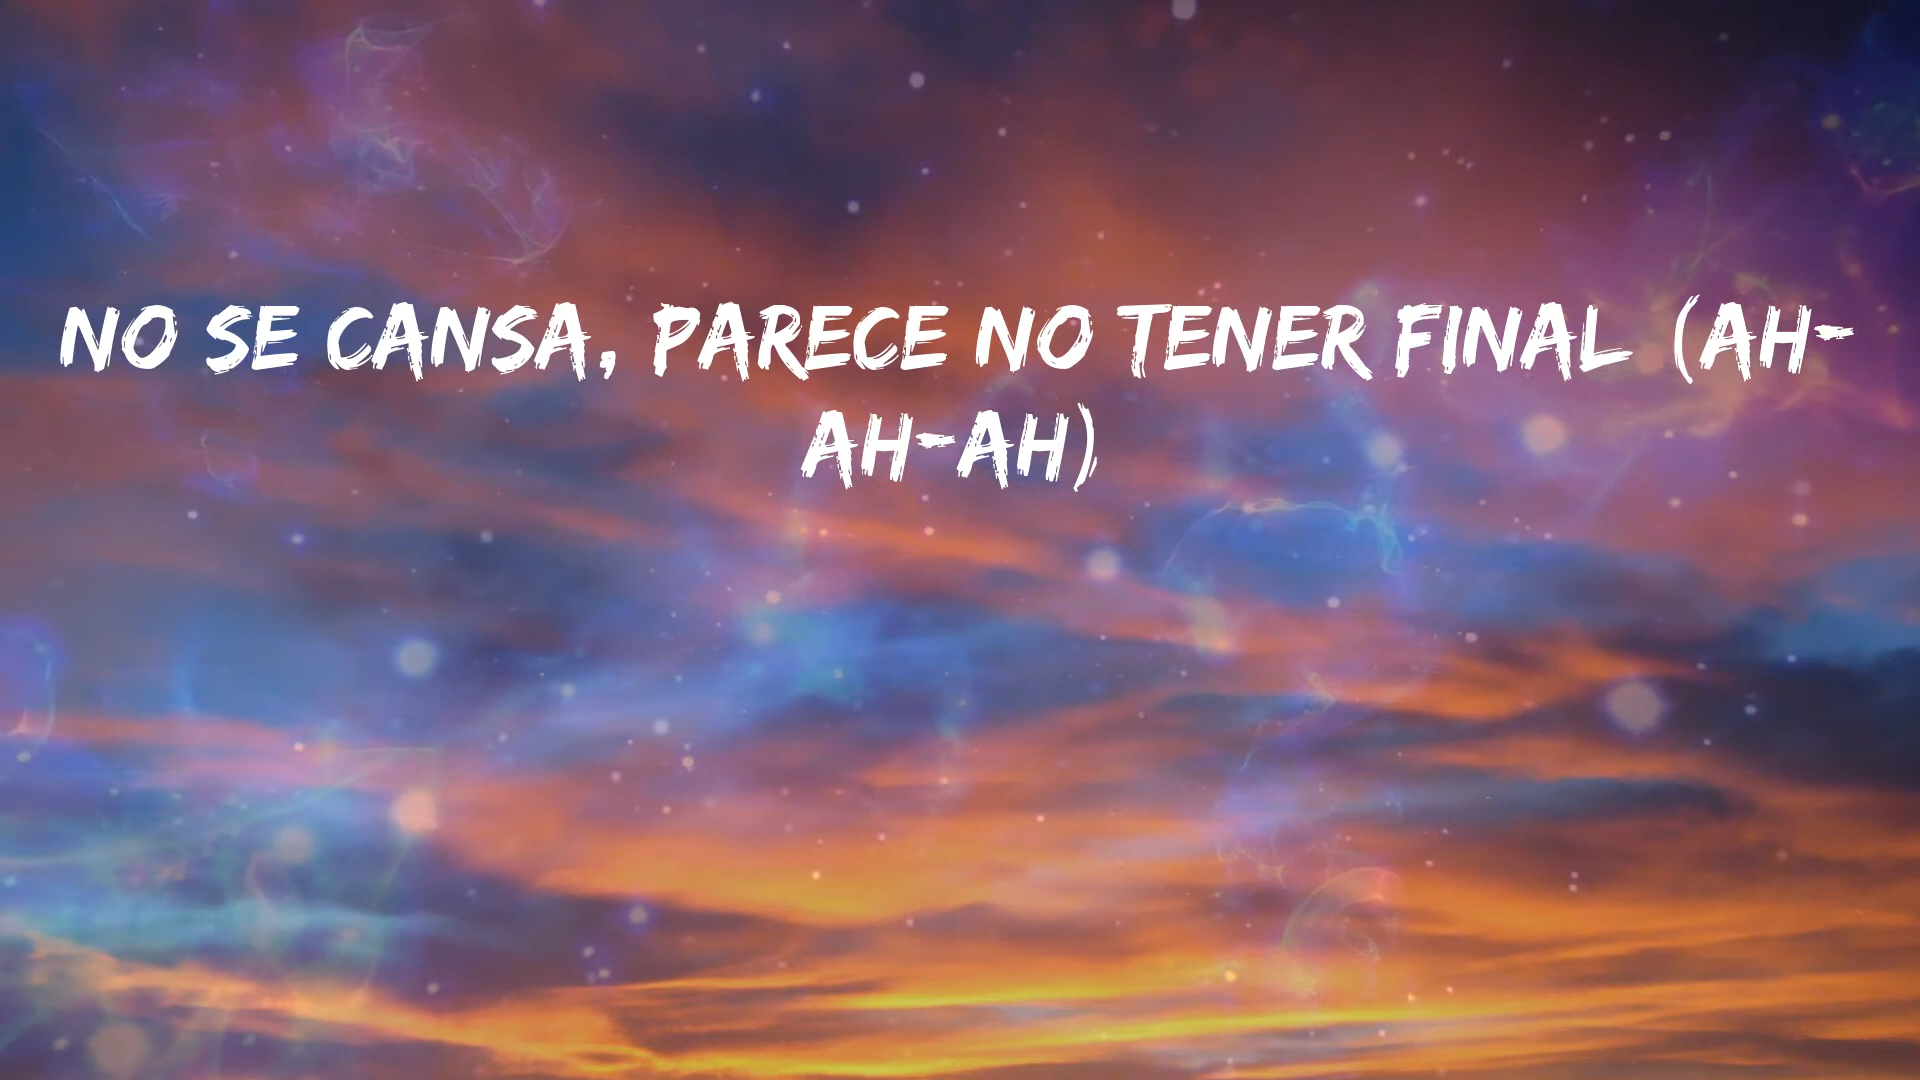 NO SE CANSA, PARECE NO TENER FINAL (AH-
AH-AH)